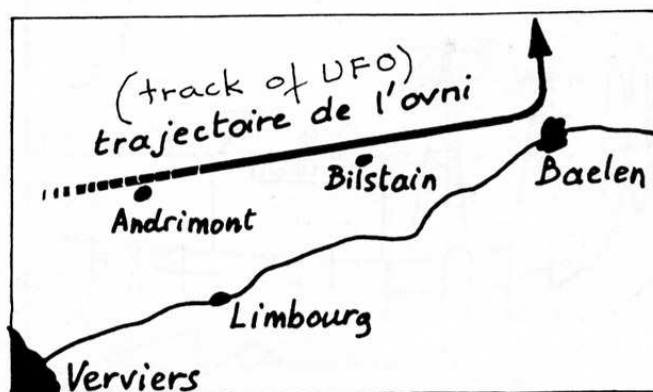 (track of UFO)
trajectoire de l'ovni
Bilstain
Baelen
Andrimont
Limbourg
Verviers